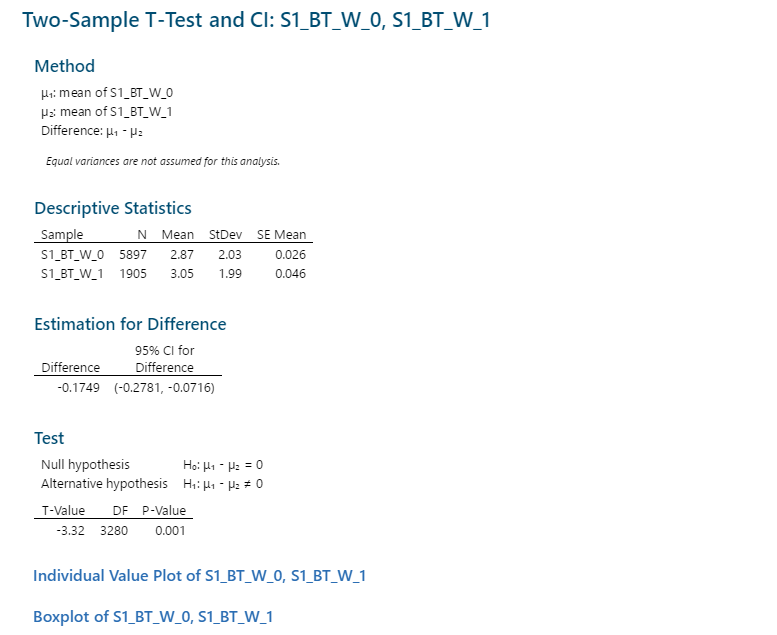 Two-Sample T-Test and CI: S1_BT_W_0, S1_BT_W_1
Method
μ₁: mean of S1_BT_W_0
μ₂: mean of S1_BT_W_1
Difference: μ₁ - μ₂
Equal variances are not assumed for this analysis.
Descriptive Statistics
Sample N Mean StDev SE Mean
S1_BT_W_0 5897 2.87 2.03 0.026
S1_BT_W_1 1905 3.05 1.99 0.046
Estimation for Difference
95% CI for
Difference Difference
-0.1749 (-0.2781, -0.0716)
Test
Null hypothesis H₀: μ₁ - μ₂ = 0
Alternative hypothesis H₁: μ₁ - μ₂ ≠ 0
T-Value DF P-Value
-3.32 3280 0.001
Individual Value Plot of S1_BT_W_0, S1_BT_W_1
Boxplot of S1_BT_W_0, S1_BT_W_1